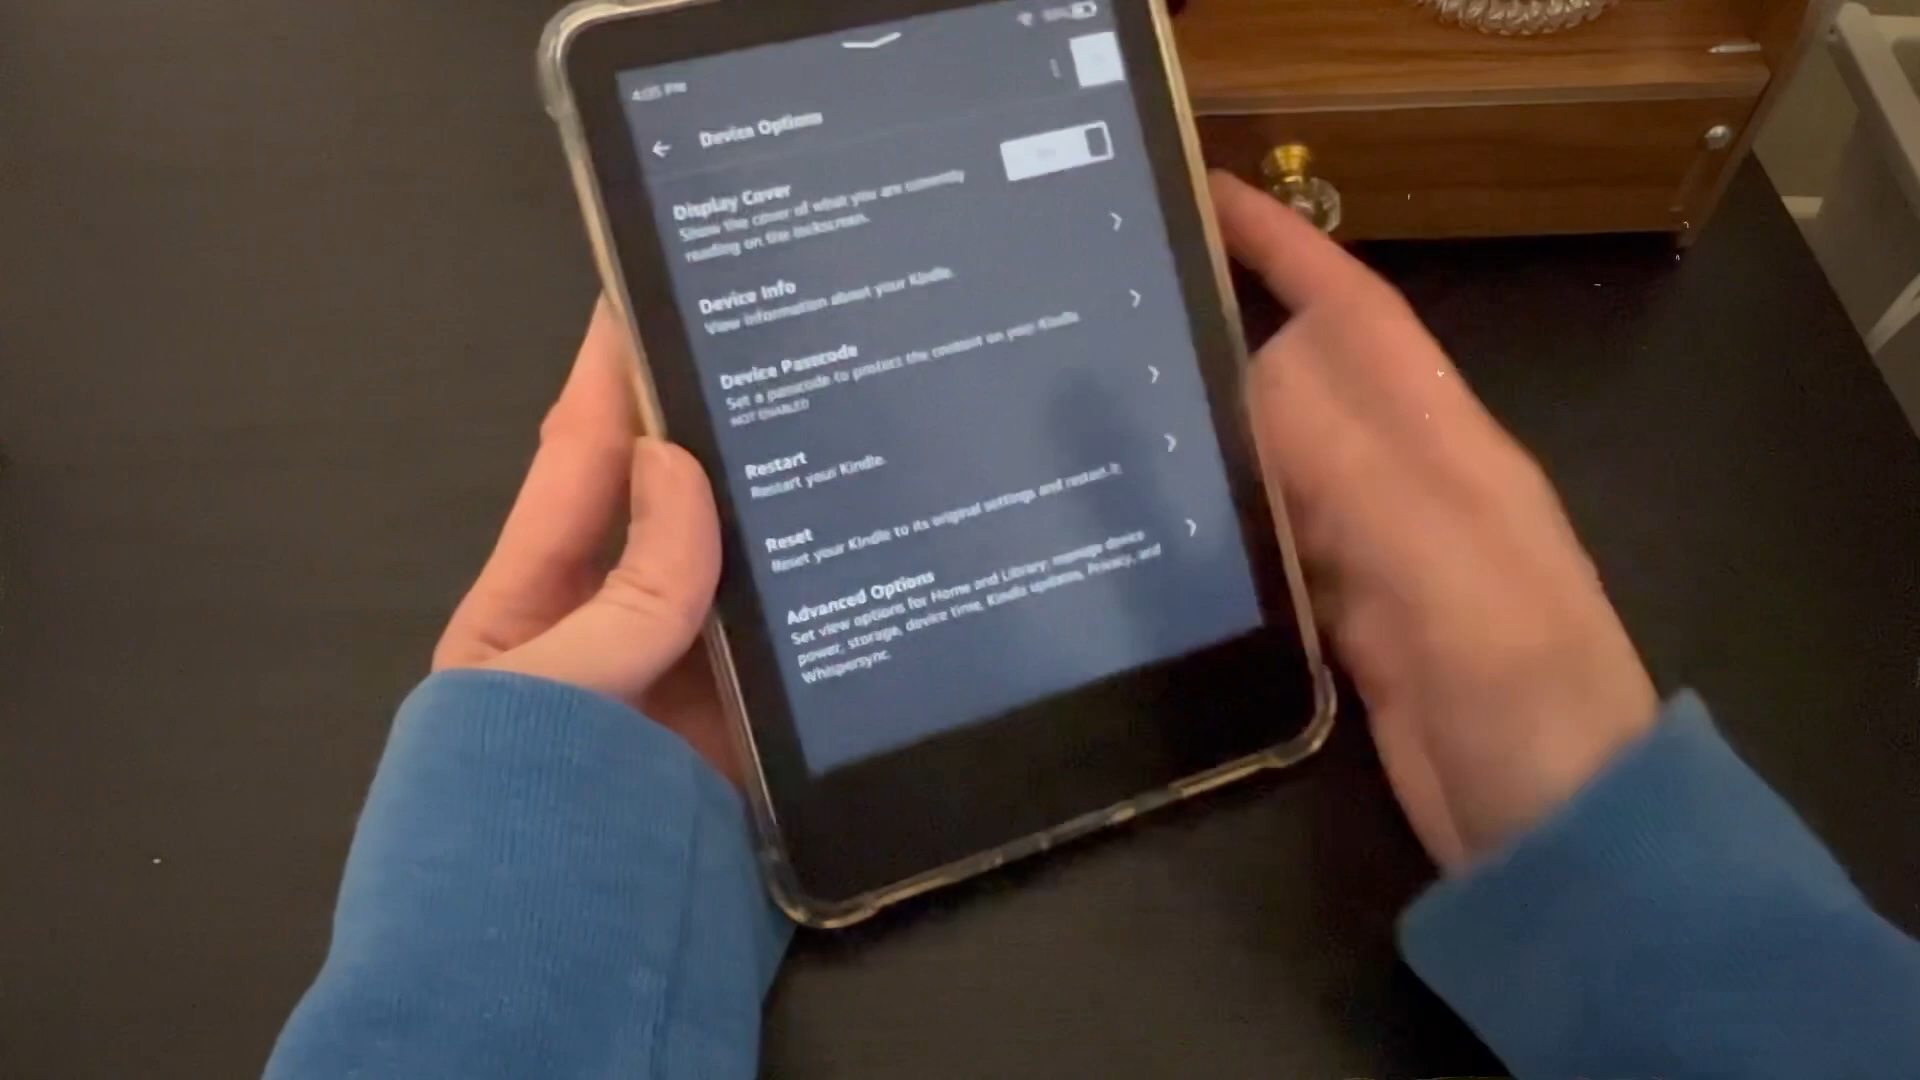 4:05 PM
Device Options
Display Cover
Show the cover of what you are currently
reading on the lockscreen.
Device Info
View information about your Kindle.
Device Passcode
Set a passcode to protect the content on your Kindle.
NOT ENABLED
Restart
Restart your Kindle.
Reset
Reset your Kindle to its original settings and restart it.
Advanced Options
Set view options for Home and Library; manage device
power, storage, device time, Kindle updates, Privacy, and
Whispersync.